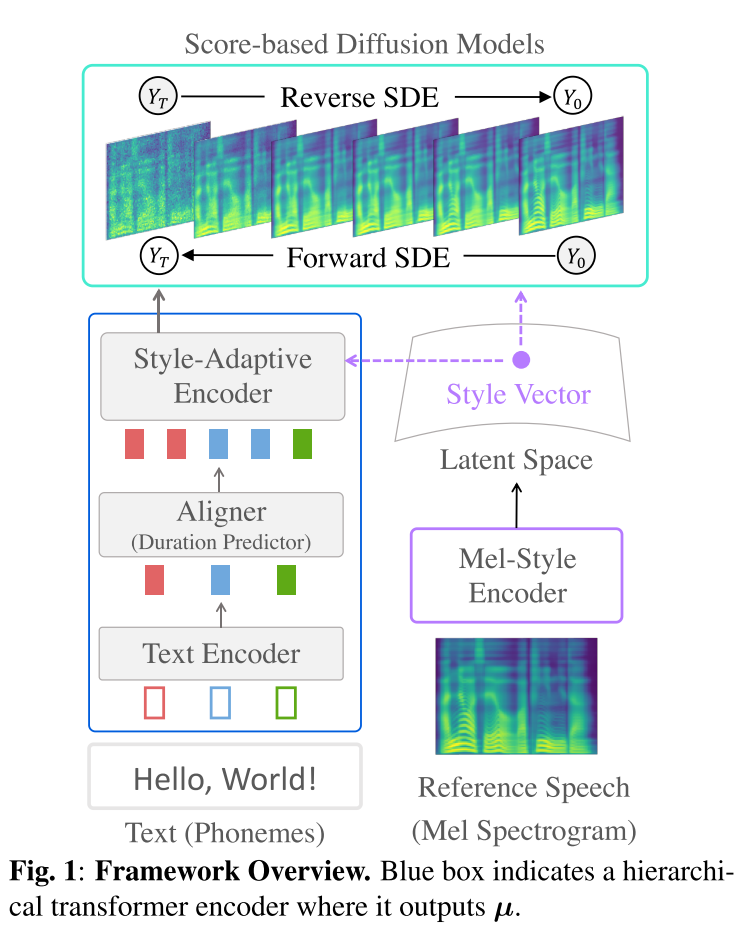 Score-based Diffusion Models
Y_T Reverse SDE Y_0
Y_T Forward SDE Y_0
Style-Adaptive
Encoder
Style Vector
Latent Space
Aligner
(Duration Predictor)
Mel-Style
Encoder
Text Encoder
Hello, World!
Text (Phonemes)
Reference Speech
(Mel Spectrogram)
Fig. 1: Framework Overview. Blue box indicates a hierarchi-
cal transformer encoder where it outputs μ.